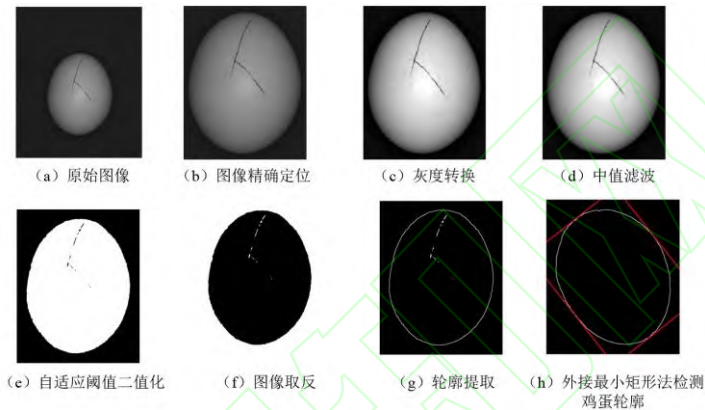 （a）原始图像
（b）图像精确定位
（c）灰度转换
（d）中值滤波
（e）自适应阈值二值化
（f）图像取反
（g）轮廓提取
（h）外接最小矩形法检测
鸡蛋轮廓